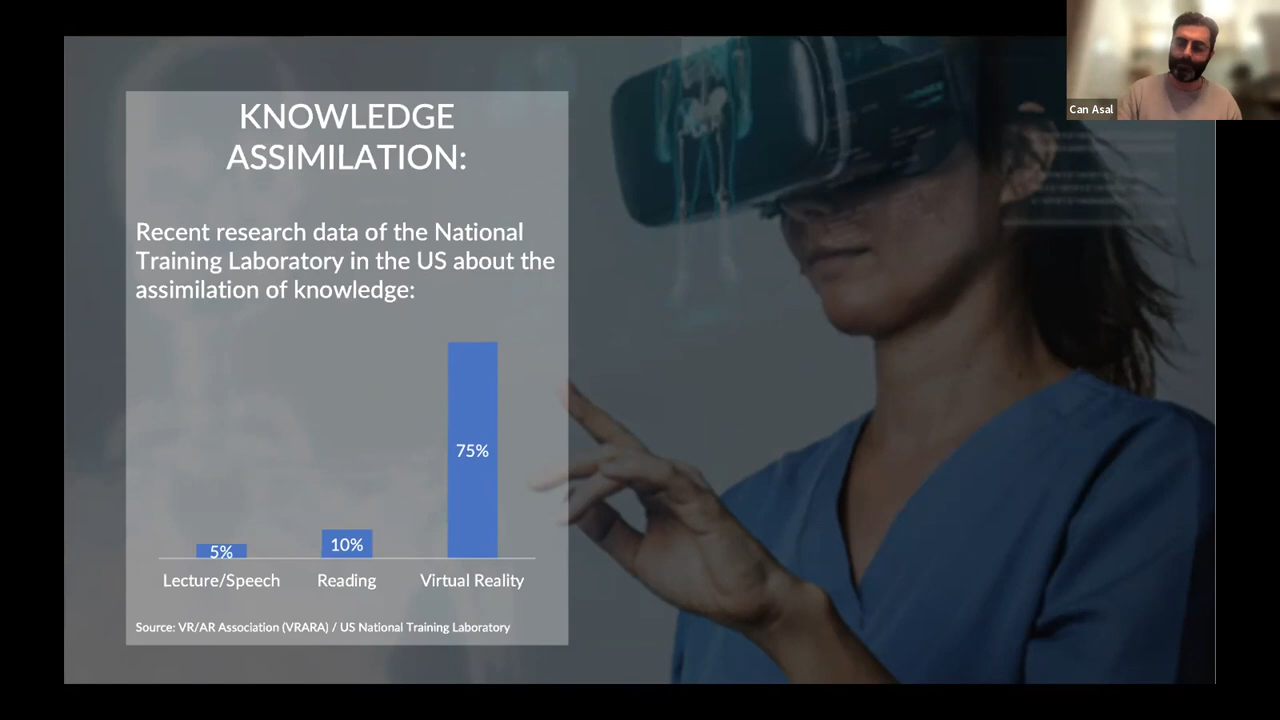 KNOWLEDGE
ASSIMILATION:
Recent research data of the National
Training Laboratory in the US about the
assimilation of knowledge:
75%
10%
5%
Lecture/Speech Reading Virtual Reality
Source: VR/AR Association (VRARA) / US National Training Laboratory
Can Asal